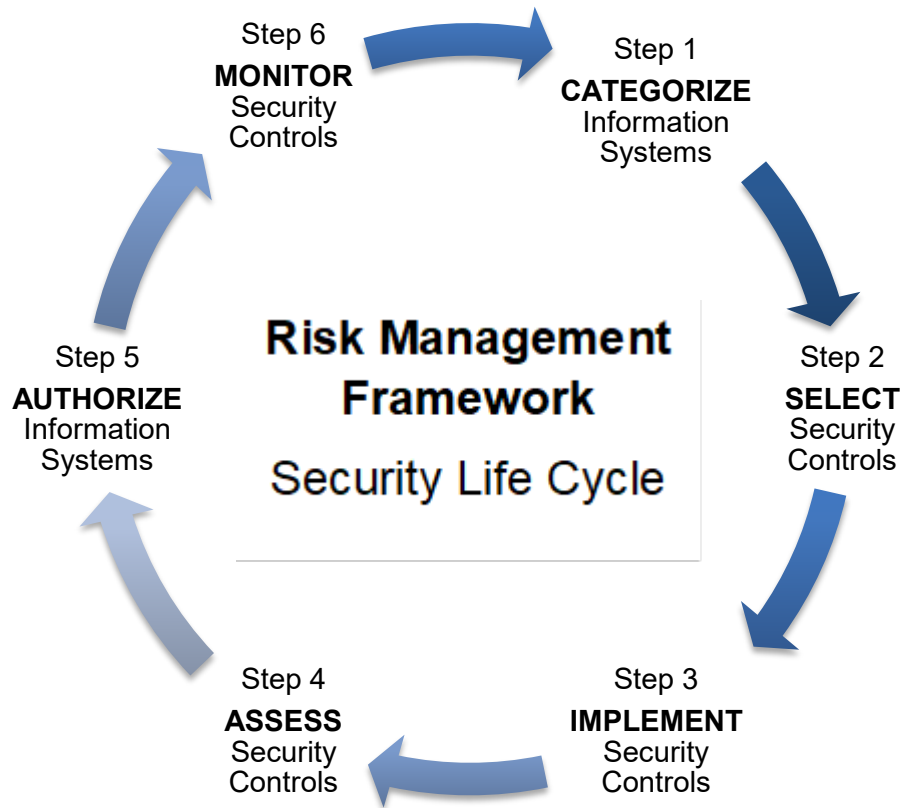 Step 1
CATEGORIZE
Information
Systems
Step 2
SELECT
Security
Controls
Step 3
IMPLEMENT
Security
Controls
Step 4
ASSESS
Security
Controls
Step 5
AUTHORIZE
Information
Systems
Step 6
MONITOR
Security
Controls
Risk Management
Framework
Security Life Cycle